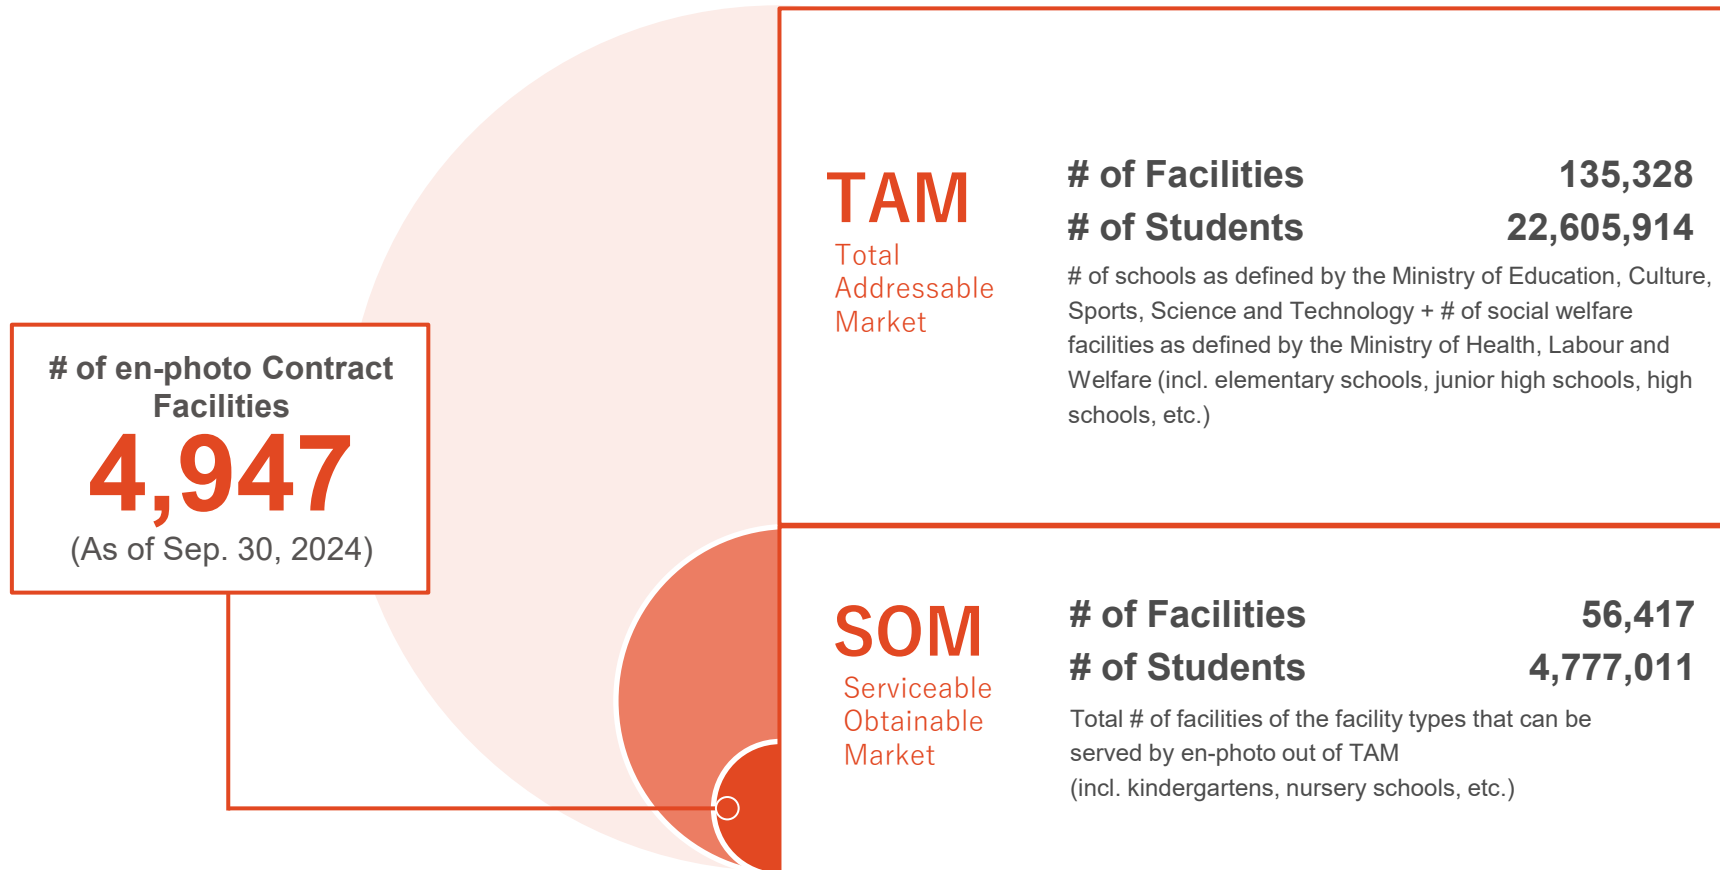 # of en-photo Contract
Facilities
4,947
(As of Sep. 30, 2024)
TAM
Total
Addressable
Market
# of Facilities 135,328
# of Students 22,605,914
# of schools as defined by the Ministry of Education, Culture,
Sports, Science and Technology + # of social welfare
facilities as defined by the Ministry of Health, Labour and
Welfare (incl. elementary schools, junior high schools, high
schools, etc.)
SOM
Serviceable
Obtainable
Market
# of Facilities 56,417
# of Students 4,777,011
Total # of facilities of the facility types that can be
served by en-photo out of TAM
(incl. kindergartens, nursery schools, etc.)